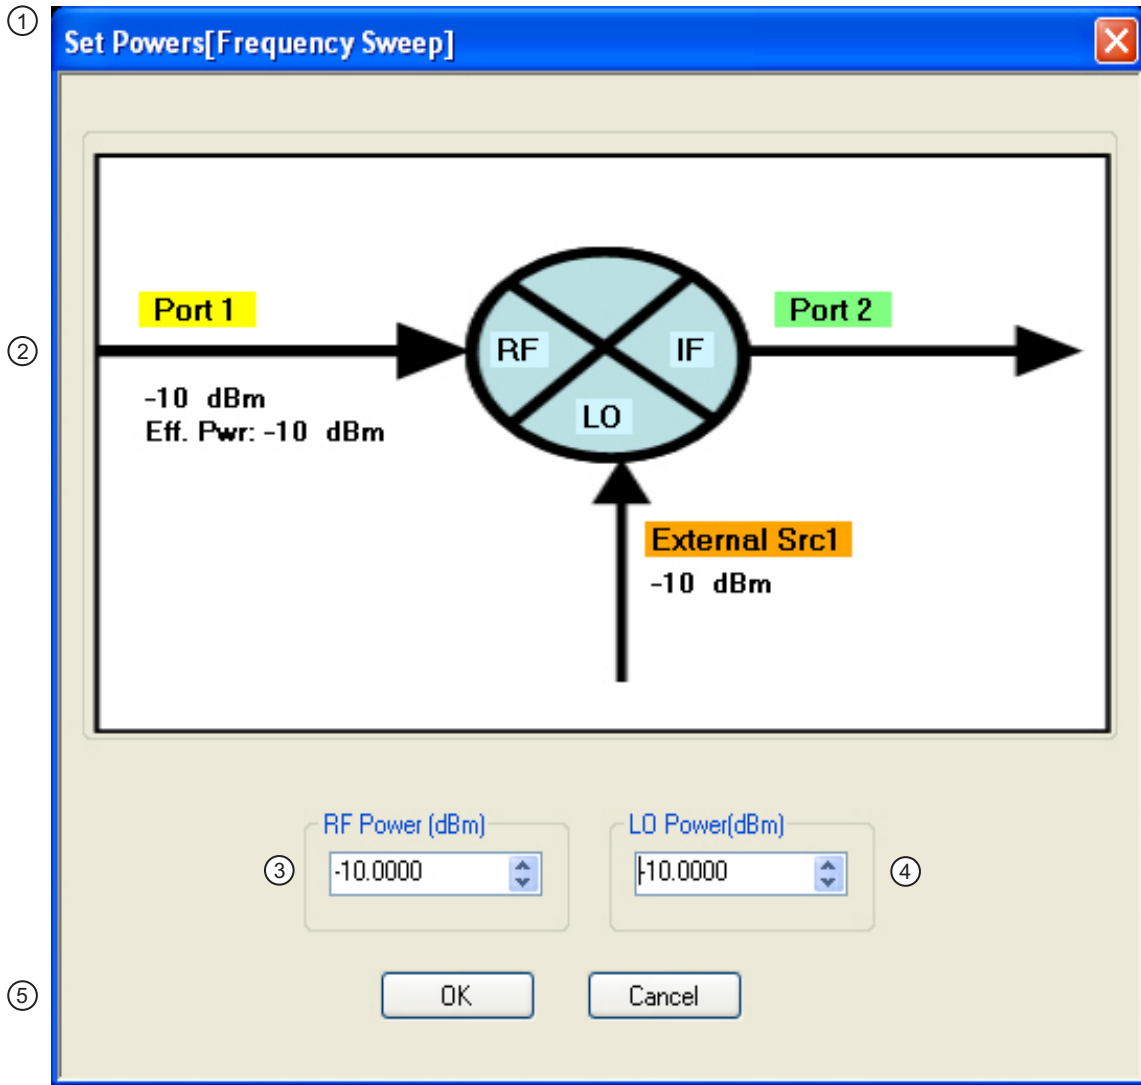 ①
Set Powers[Frequency Sweep]
Port 1
Port 2
②
RF
IF
-10 dBm
Eff. Pwr: -10 dBm
LO
External Src1
-10 dBm
RF Power (dBm)
LO Power(dBm)
③
-10.0000
-10.0000
④
⑤
OK
Cancel